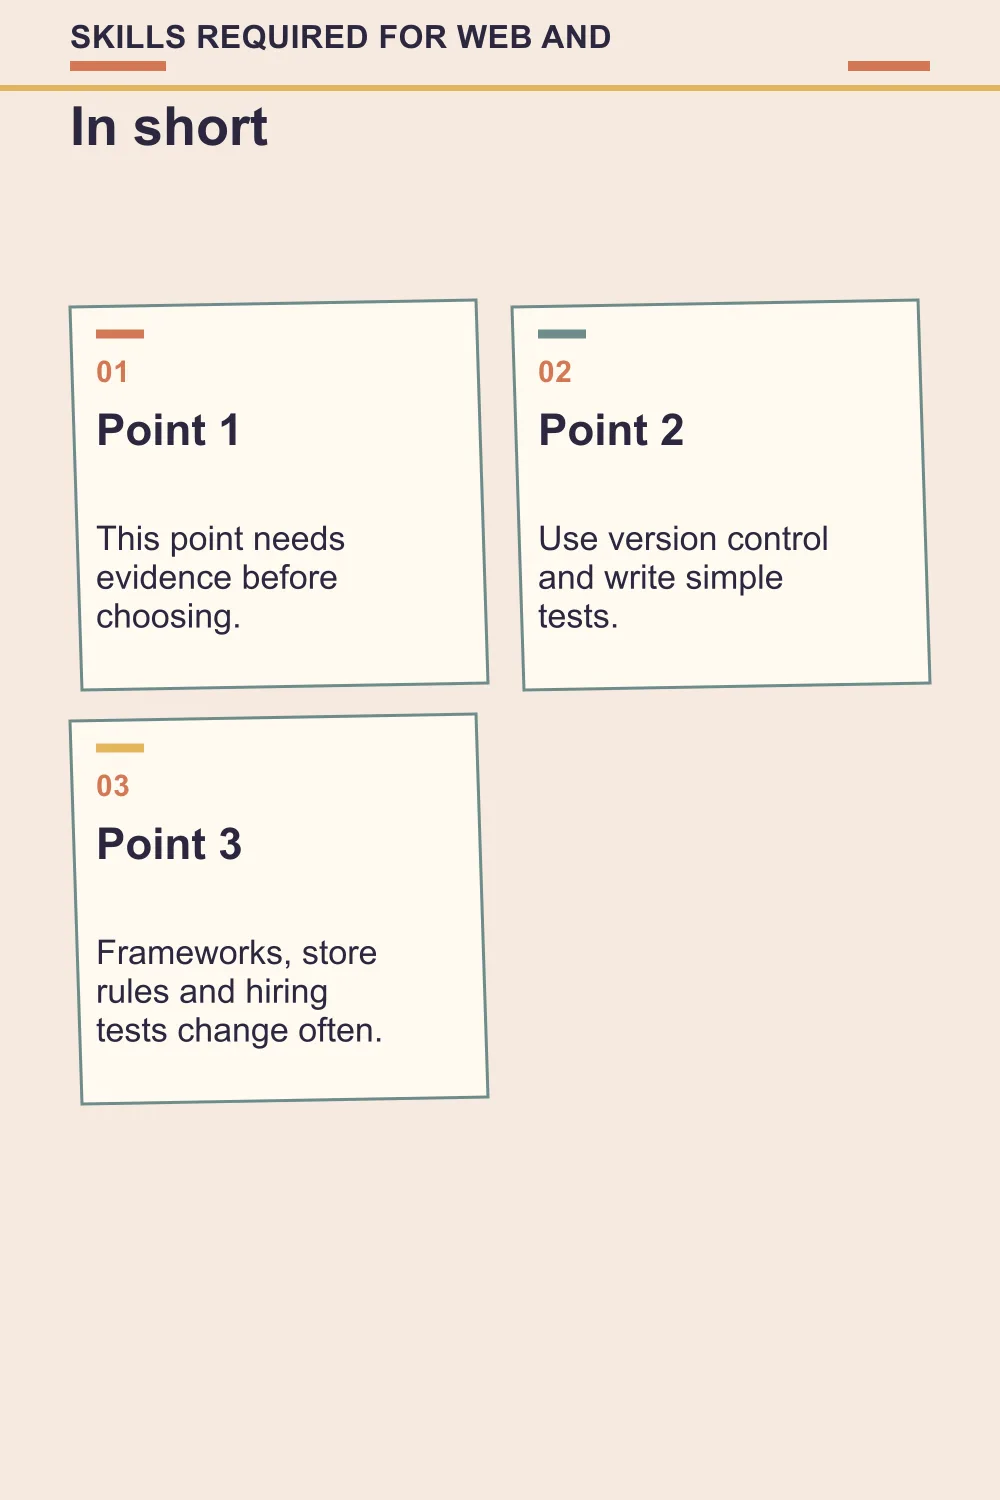 SKILLS REQUIRED FOR WEB AND
In short
01
Point 1
This point needs
evidence before
choosing.
02
Point 2
Use version control
and write simple
tests.
03
Point 3
Frameworks, store
rules and hiring
tests change often.